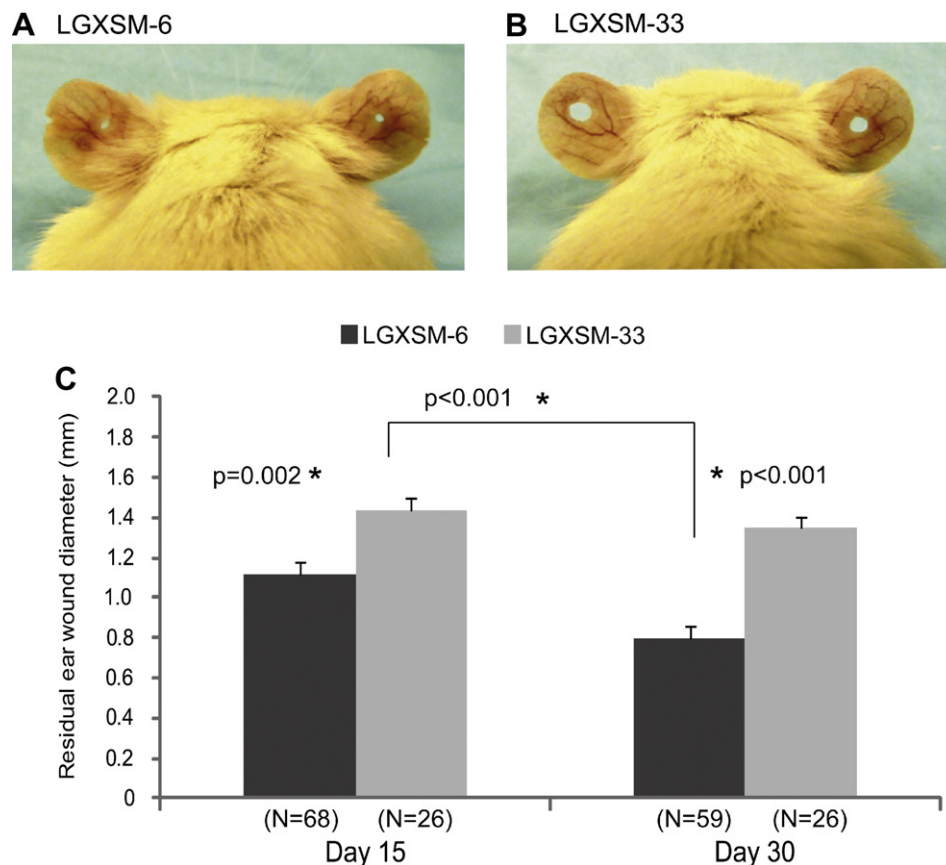 A LGXSM-6
B LGXSM-33
LGXSM-6 LGXSM-33
C
Residual ear wound diameter (mm)
2.0
1.8
1.6
1.4
1.2
1.0
0.8
0.6
0.4
0.2
0
p<0.001 *
p=0.002 *
* p<0.001
(N=68) (N=26) (N=59) (N=26)
Day 15 Day 30